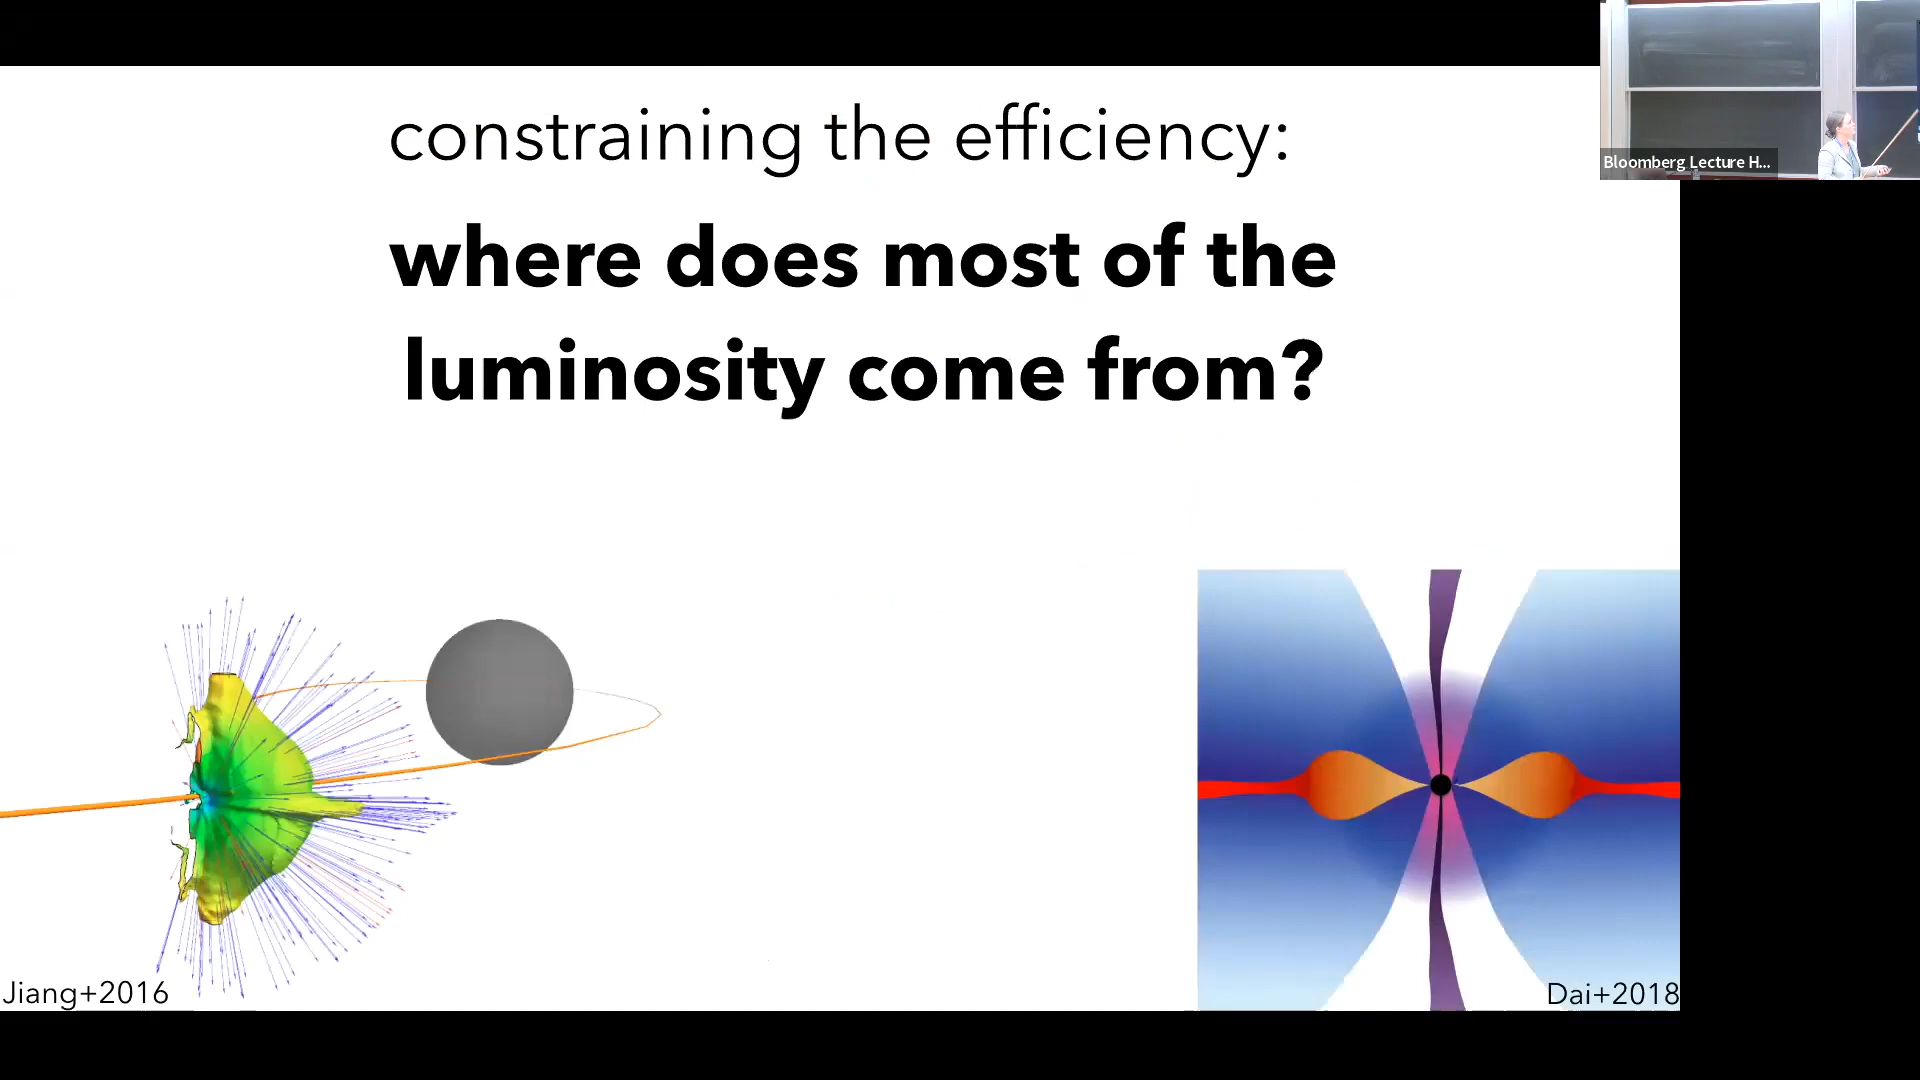 constraining the efficiency:
where does most of the
luminosity come from?
Bloomberg Lecture H...
Jiang+2016
Dai+2018